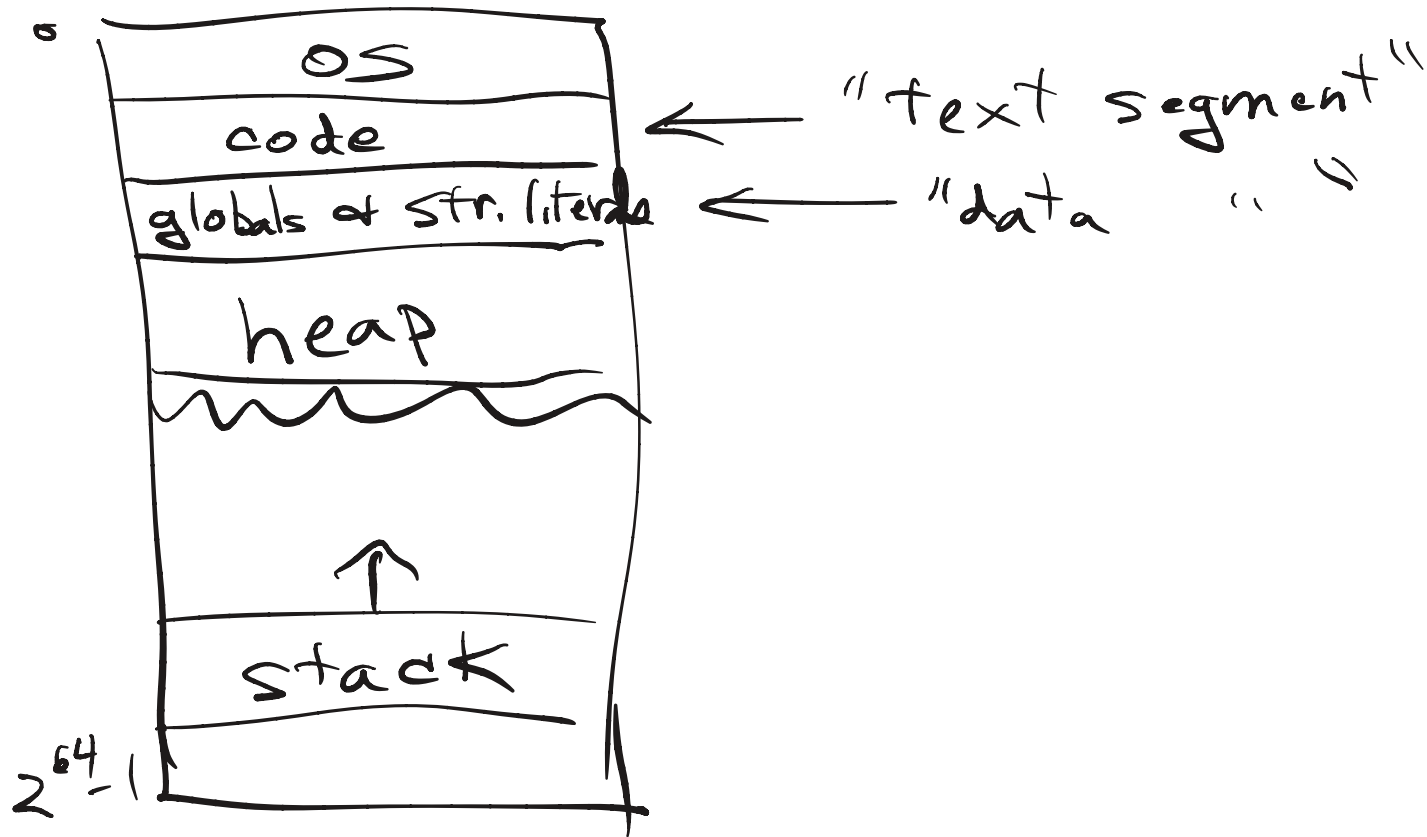 0
OS
code
"text segment"
globals & str. literals
"data " "
heap
stack
2^64-1